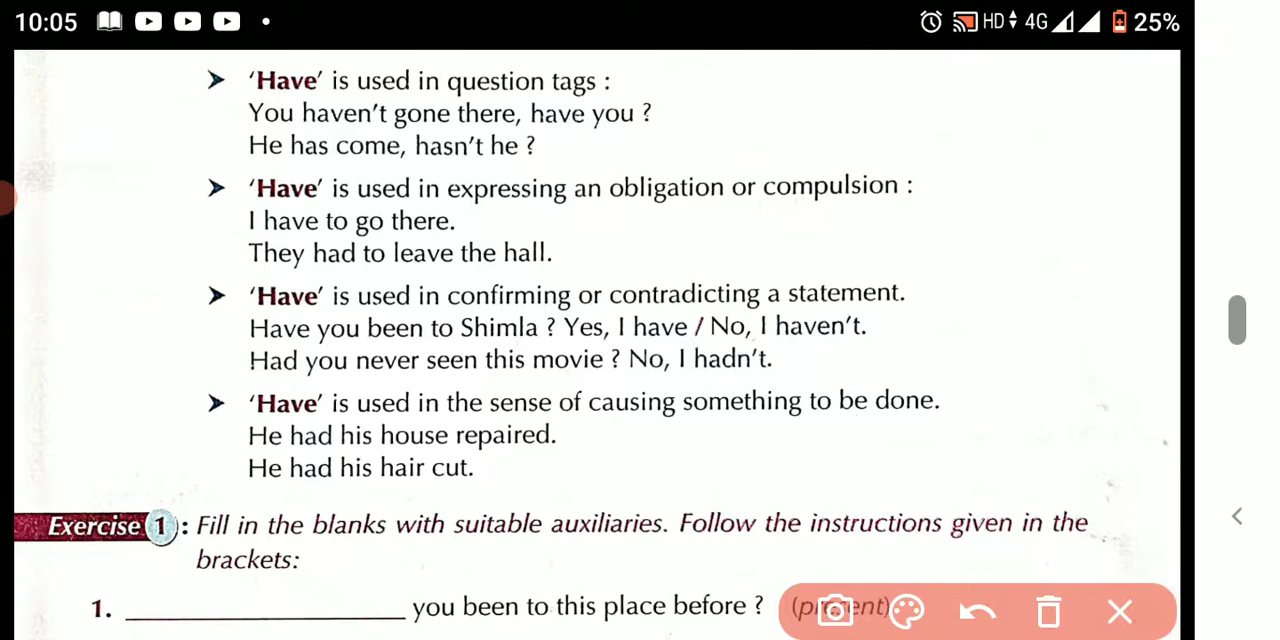 10:05 HD 4G 25%
➤ ‘Have’ is used in question tags :
You haven’t gone there, have you ?
He has come, hasn’t he ?
➤ ‘Have’ is used in expressing an obligation or compulsion :
I have to go there.
They had to leave the hall.
➤ ‘Have’ is used in confirming or contradicting a statement.
Have you been to Shimla ? Yes, I have / No, I haven’t.
Had you never seen this movie ? No, I hadn’t.
➤ ‘Have’ is used in the sense of causing something to be done.
He had his house repaired.
He had his hair cut.
Exercise 1 : Fill in the blanks with suitable auxiliaries. Follow the instructions given in the
brackets:
1. ____________________ you been to this place before ? (present)